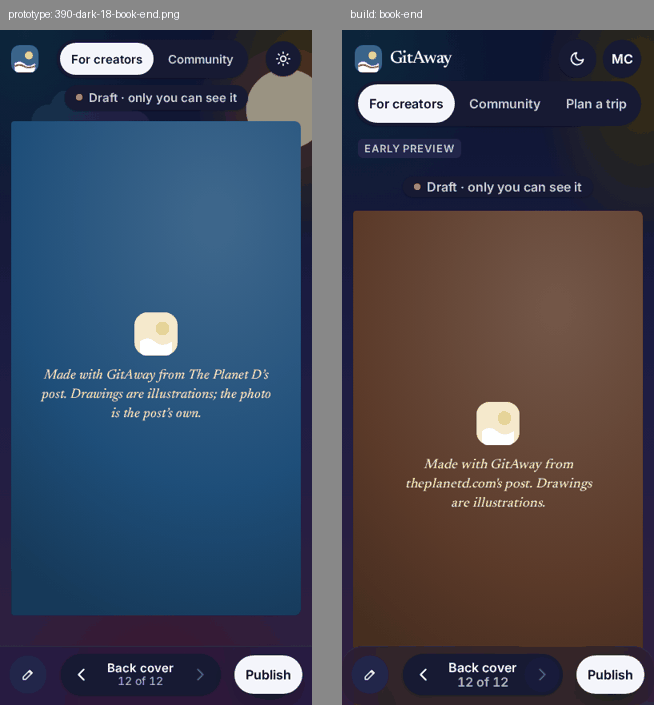 prototype: 390-dark-18-book-end.png
For creators
Community
Draft · only you can see it
Made with GitAway from The Planet D's
post. Drawings are illustrations; the photo
is the post's own.
Back cover
12 of 12
Publish
build: book-end
GitAway
MC
For creators
Community
Plan a trip
EARLY PREVIEW
Draft · only you can see it
Made with GitAway from
theplanetd.com's post. Drawings
are illustrations.
Back cover
12 of 12
Publish